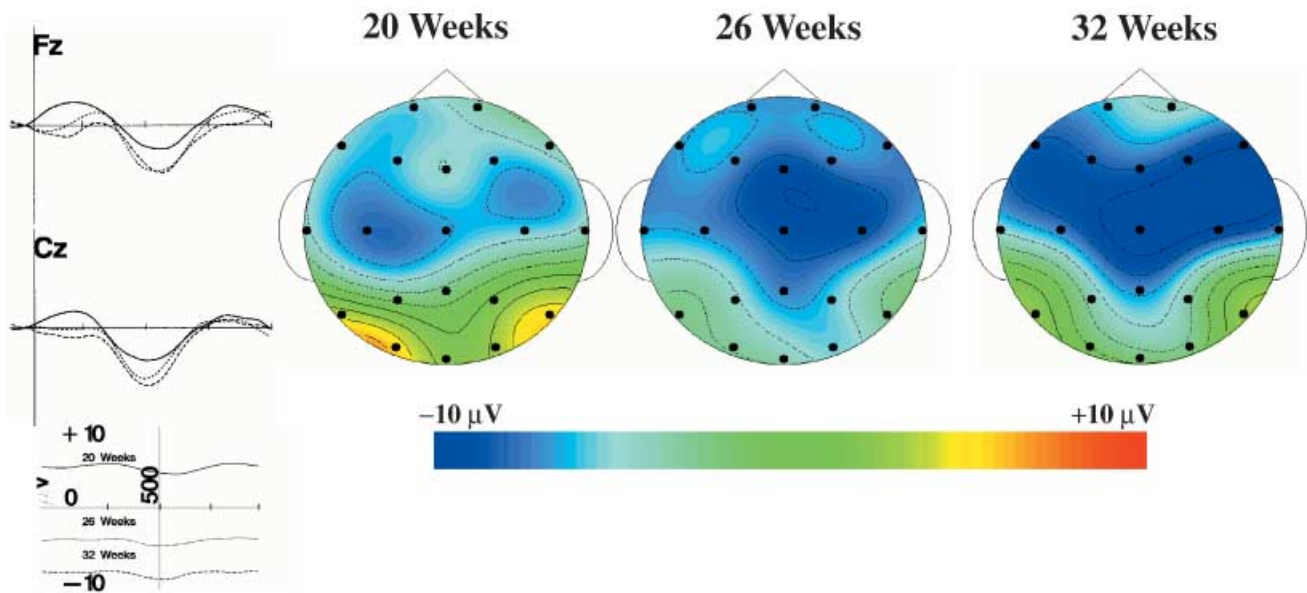 20 Weeks
26 Weeks
32 Weeks
Fz
Cz
−10 µV
+10 µV
+10
20 Weeks
500
0
26 Weeks
32 Weeks
−10